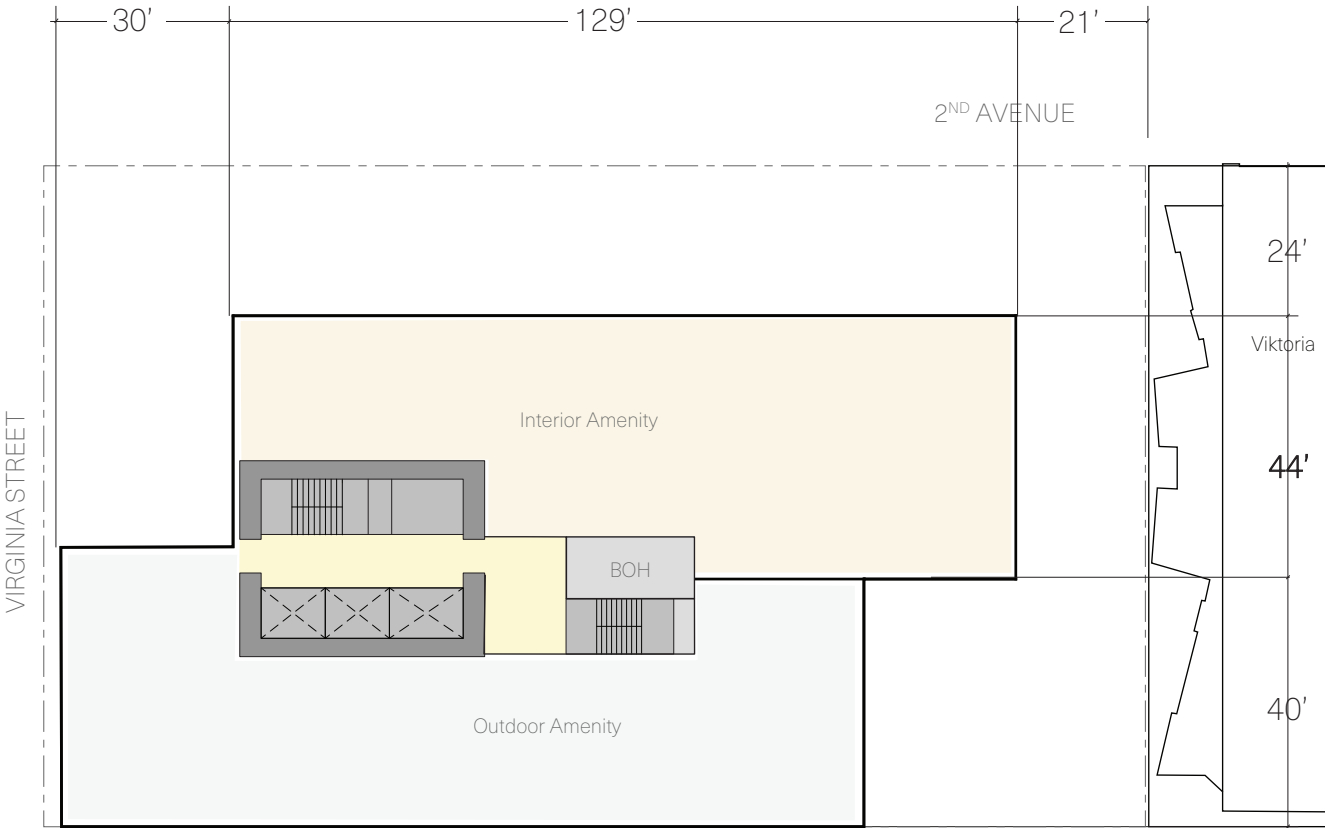 30’
129’
21’
2ND AVENUE
24’
Viktoria
Interior Amenity
VIRGINIA STREET
44’
BOH
40’
Outdoor Amenity